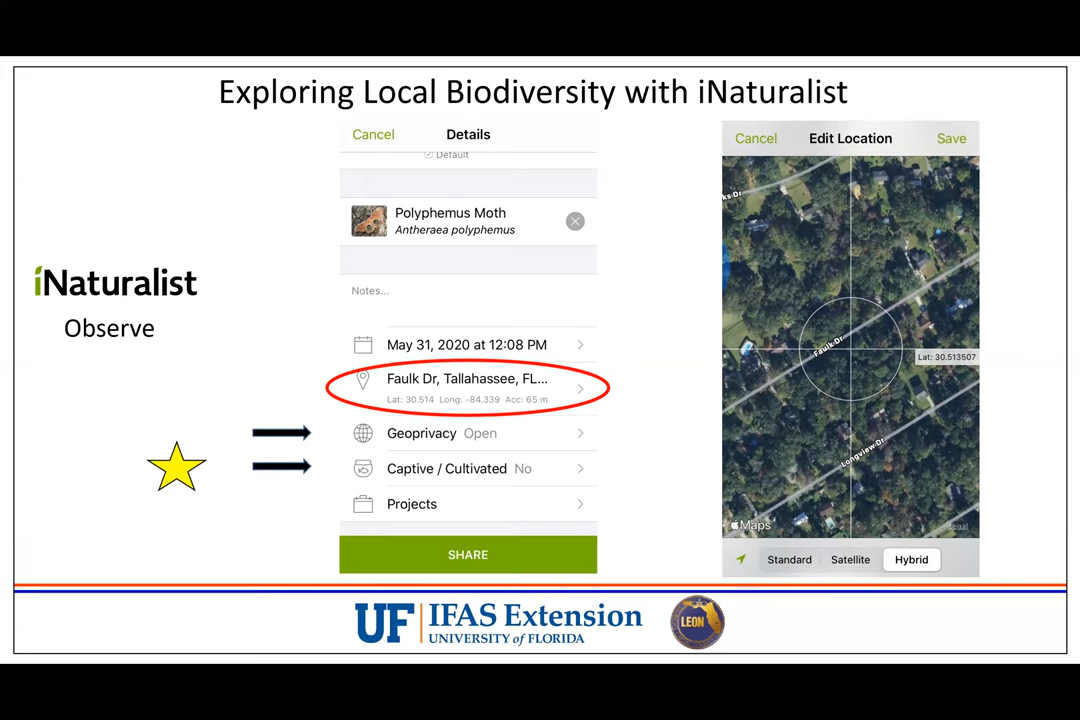 Exploring Local Biodiversity with iNaturalist
iNaturalist
Observe
Cancel
Details
Default
Polyphemus Moth
Antheraea polyphemus
Notes...
May 31, 2020 at 12:08 PM
Faulk Dr, Tallahassee, FL...
Lat: 30.514 Long: -84.339 Acc: 65 m
Geoprivacy Open
Captive / Cultivated No
Projects
SHARE
Cancel
Edit Location
Save
ks Dr
Faulk Dr
Lat: 30.513507
Longview Dr
Maps
Legal
Standard
Satellite
Hybrid
UF IFAS Extension
UNIVERSITY of FLORIDA
LEON